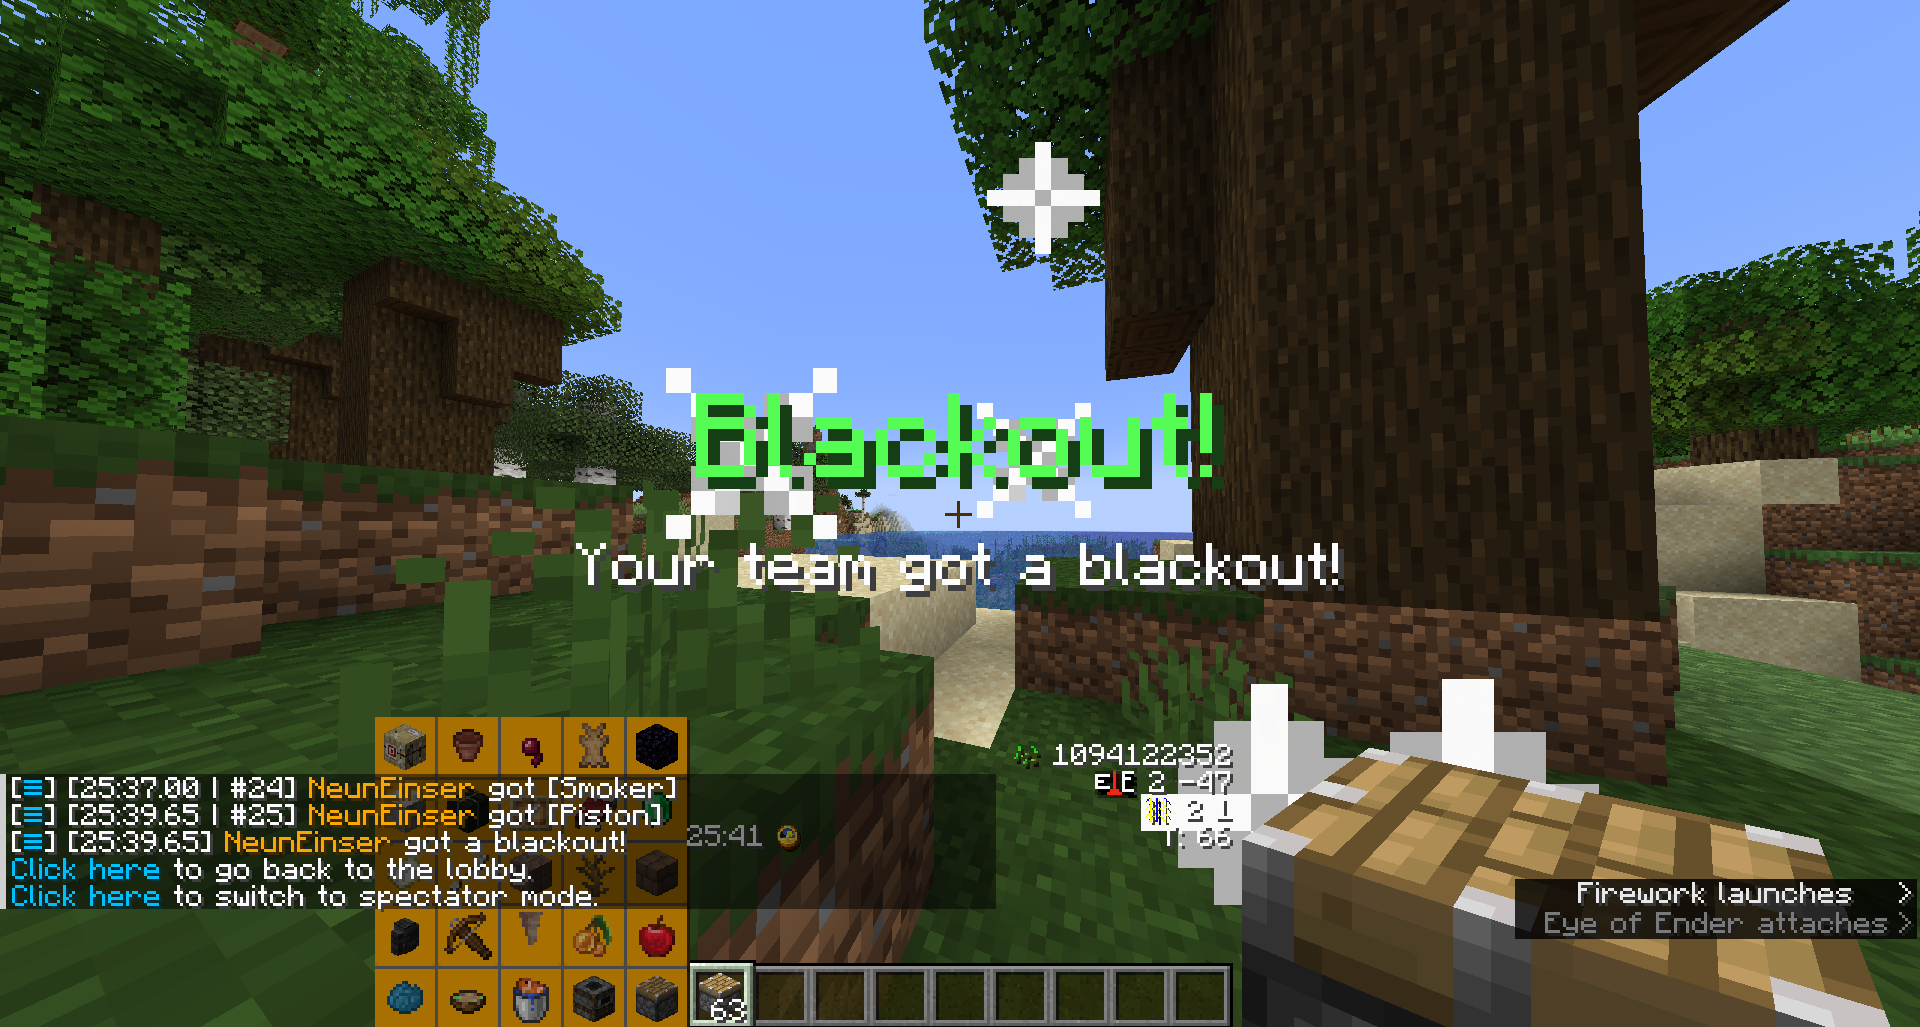 Blackout!
Your team got a blackout!
1094122352
E E 2 -47
2 1
T: 66
[≡] [25:37.00 | #24] NeunEinser got [Smoker]
[≡] [25:39.65 | #25] NeunEinser got [Piston]
[≡] [25:39.65] NeunEinser got a blackout!
Click here to go back to the lobby.
Click here to switch to spectator mode.
25:41
Firework launches >
Eye of Ender attaches >
63